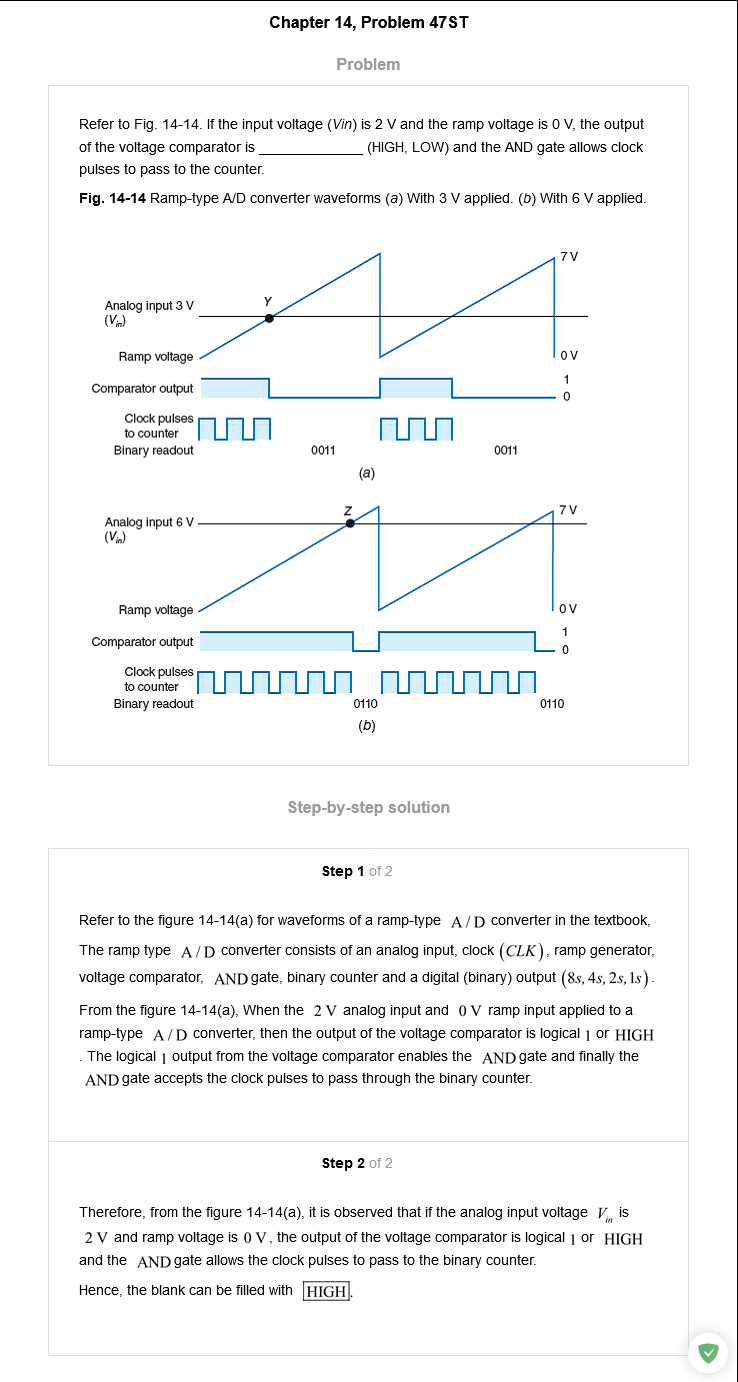 Chapter 14, Problem 47ST
Problem
Refer to Fig. 14-14. If the input voltage (Vin) is 2 V and the ramp voltage is 0 V, the output
of the voltage comparator is ______________ (HIGH, LOW) and the AND gate allows clock
pulses to pass to the counter.
Fig. 14-14 Ramp-type A/D converter waveforms (a) With 3 V applied. (b) With 6 V applied.
7 V
Analog input 3 V
(Vin)
Y
Ramp voltage
0 V
Comparator output
1
0
Clock pulses
to counter
Binary readout
0011
0011
(a)
Z
7 V
Analog input 6 V
(Vin)
Ramp voltage
0 V
Comparator output
1
0
Clock pulses
to counter
Binary readout
0110
0110
(b)
Step-by-step solution
Step 1 of 2
Refer to the figure 14-14(a) for waveforms of a ramp-type A/D converter in the textbook,
The ramp type A/D converter consists of an analog input, clock (CLK), ramp generator,
voltage comparator, AND gate, binary counter and a digital (binary) output (8s, 4s, 2s, 1s).
From the figure 14-14(a), When the 2 V analog input and 0 V ramp input applied to a
ramp-type A/D converter, then the output of the voltage comparator is logical 1 or HIGH
. The logical 1 output from the voltage comparator enables the AND gate and finally the
AND gate accepts the clock pulses to pass through the binary counter.
Step 2 of 2
Therefore, from the figure 14-14(a), it is observed that if the analog input voltage Vin is
2 V and ramp voltage is 0 V, the output of the voltage comparator is logical 1 or HIGH
and the AND gate allows the clock pulses to pass to the binary counter.
Hence, the blank can be filled with HIGH.